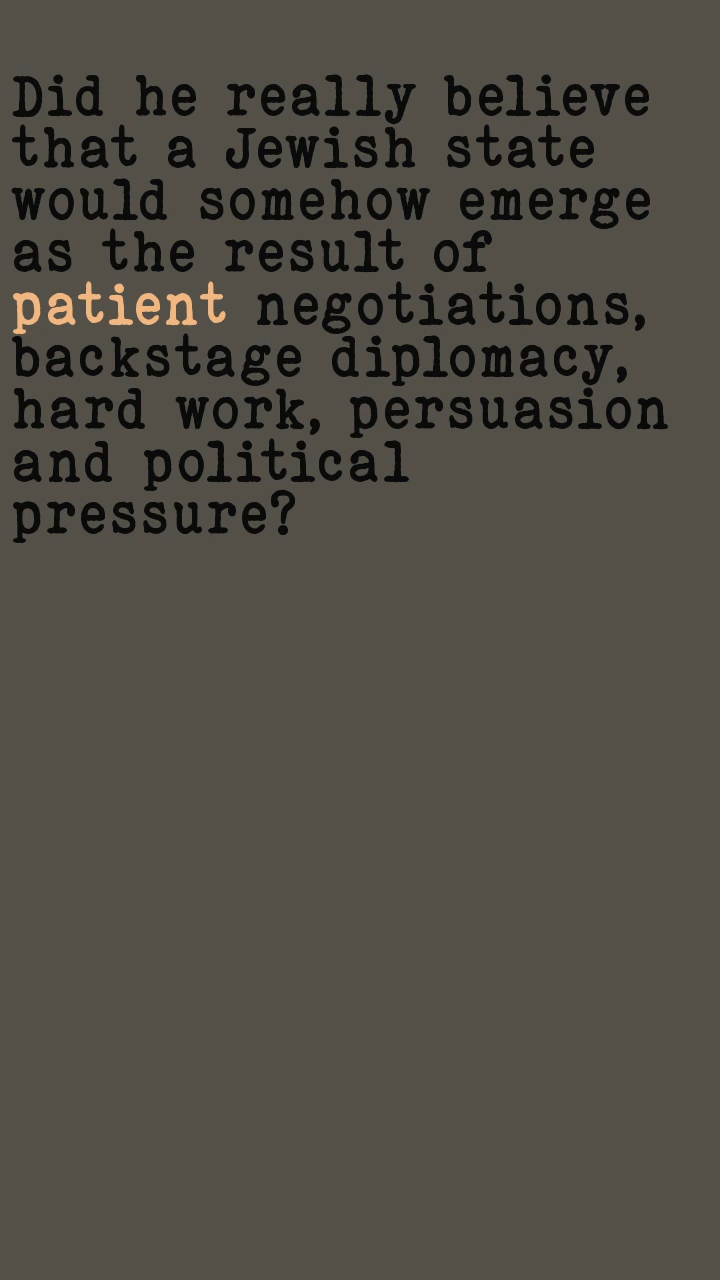 Did he really believe
that a Jewish state
would somehow emerge
as the result of
patient negotiations,
backstage diplomacy,
hard work, persuasion
and political
pressure?